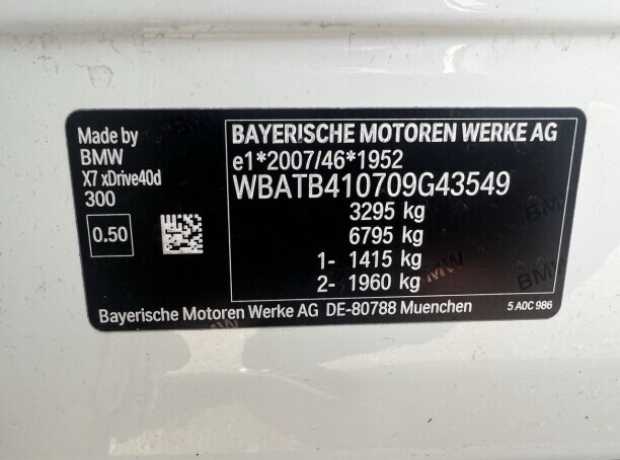 Made by
BMW
X7 xDrive40d
300
0.50
BAYERISCHE MOTOREN WERKE AG
e1*2007/46*1952
WBATB410709G43549
3295 kg
6795 kg
1- 1415 kg
2- 1960 kg
Bayerische Motoren Werke AG DE-80788 Muenchen
5 A0C 986